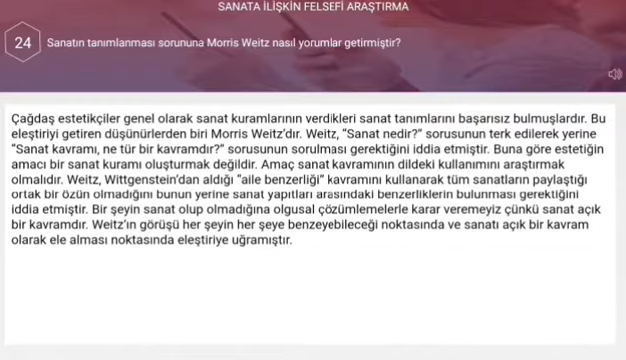 SANATA İLİŞKİN FELSEFİ ARAŞTIRMA
24 Sanatın tanımlanması sorununa Morris Weitz nasıl yorumlar getirmiştir?
Çağdaş estetikçiler genel olarak sanat kuramlarının verdikleri sanat tanımlarını başarısız bulmuşlardır. Bu
eleştiriyi getiren düşünürlerden biri Morris Weitz’dır. Weitz, “Sanat nedir?” sorusunun terk edilerek yerine
“Sanat kavramı, ne tür bir kavramdır?” sorusunun sorulması gerektiğini iddia etmiştir. Buna göre estetiğin
amacı bir sanat kuramı oluşturmak değildir. Amaç sanat kavramının dildeki kullanımını araştırmak
olmalıdır. Weitz, Wittgenstein’dan aldığı “aile benzerliği” kavramını kullanarak tüm sanatların paylaştığı
ortak bir özün olmadığını bunun yerine sanat yapıtları arasındaki benzerliklerin bulunması gerektiğini
iddia etmiştir. Bir şeyin sanat olup olmadığına olgusal çözümlemelerle karar veremeyiz çünkü sanat açık
bir kavramdır. Weitz’ın görüşü her şeyin her şeye benzeyebileceği noktasında ve sanatı açık bir kavram
olarak ele alması noktasında eleştiriye uğramıştır.